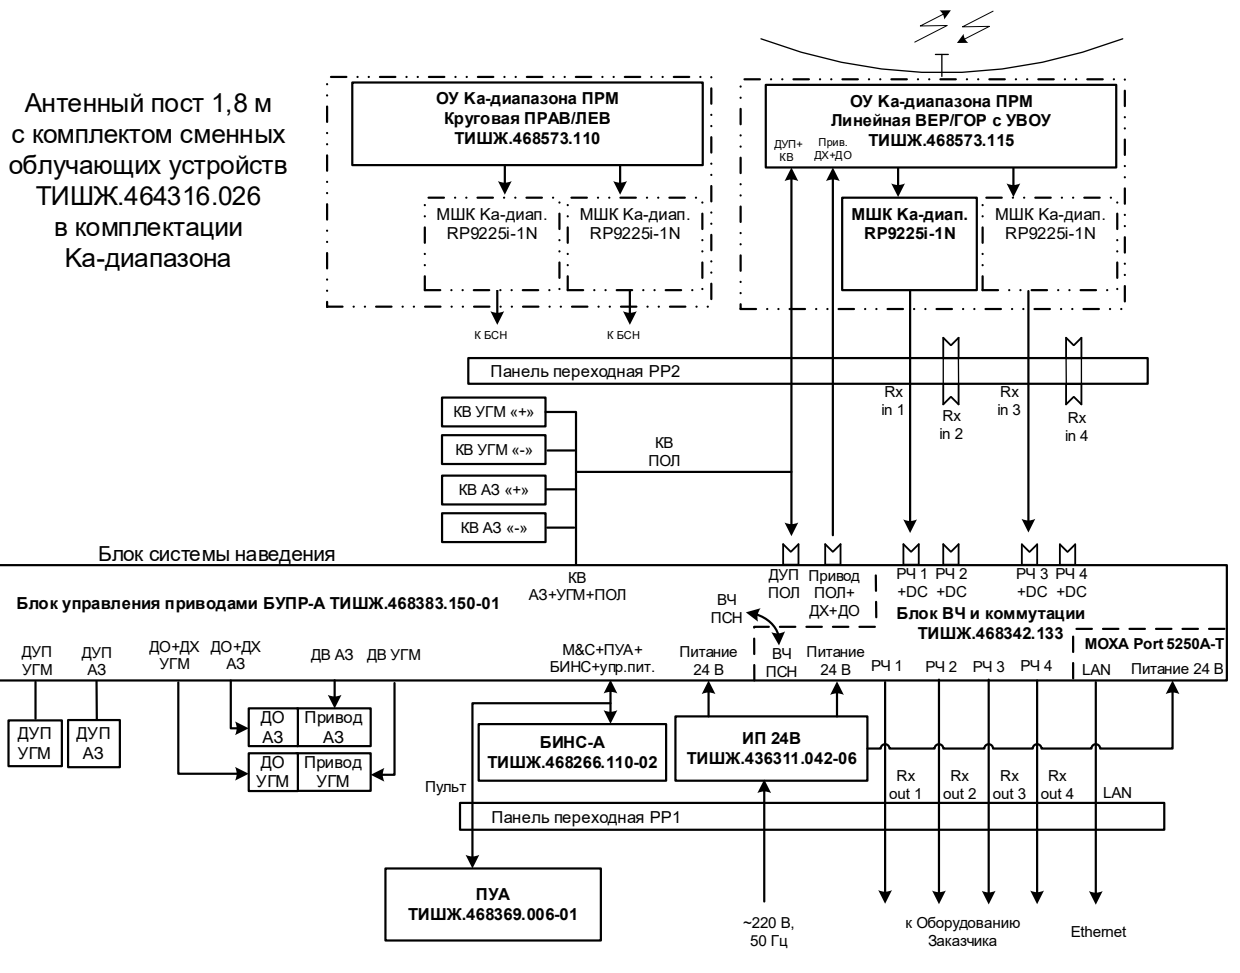 Антенный пост 1,8 м
с комплектом сменных
облучающих устройств
ТИШЖ.464316.026
в комплектации
Ка-диапазона
ОУ Ка-диапазона ПРМ
Круговая ПРАВ/ЛЕВ
ТИШЖ.468573.110
МШК Ка-диап.
RP9225i-1N
МШК Ка-диап.
RP9225i-1N
К БСН
К БСН
ОУ Ка-диапазона ПРМ
Линейная ВЕР/ГОР с УВОУ
ТИШЖ.468573.115
ДУП+
КВ
Прив.
ДХ+ДО
МШК Ка-диап.
RP9225i-1N
МШК Ка-диап.
RP9225i-1N
Панель переходная РР2
Rx
in 1
Rx
in 2
Rx
in 3
Rx
in 4
КВ УГМ «+»
КВ УГМ «-»
КВ АЗ «+»
КВ АЗ «-»
КВ
ПОЛ
Блок системы наведения
КВ
АЗ+УГМ+ПОЛ
ДУП
ПОЛ
Привод
ПОЛ+
ДХ+ДО
РЧ 1
+DC
РЧ 2
+DC
РЧ 3
+DC
РЧ 4
+DC
Блок управления приводами БУПР-А ТИШЖ.468383.150-01
ВЧ
ПСН
Блок ВЧ и коммутации
ТИШЖ.468342.133
MOXA Port 5250A-T
ДУП
УГМ
ДУП
АЗ
ДО+ДХ
УГМ
ДО+ДХ
АЗ
ДВ АЗ
ДВ УГМ
М&С+ПУА+
БИНС+упр.пит.
Питание
24 В
ВЧ
ПСН
Питание
24 В
РЧ 1
РЧ 2
РЧ 3
РЧ 4
LAN
Питание 24 В
ДУП
УГМ
ДУП
АЗ
ДО
АЗ
Привод
АЗ
ДО
УГМ
Привод
УГМ
БИНС-А
ТИШЖ.468266.110-02
ИП 24В
ТИШЖ.436311.042-06
Пульт
Rx
out 1
Rx
out 2
Rx
out 3
Rx
out 4
LAN
Панель переходная РР1
ПУА
ТИШЖ.468369.006-01
~220 В,
50 Гц
к Оборудованию
Заказчика
Ethernet